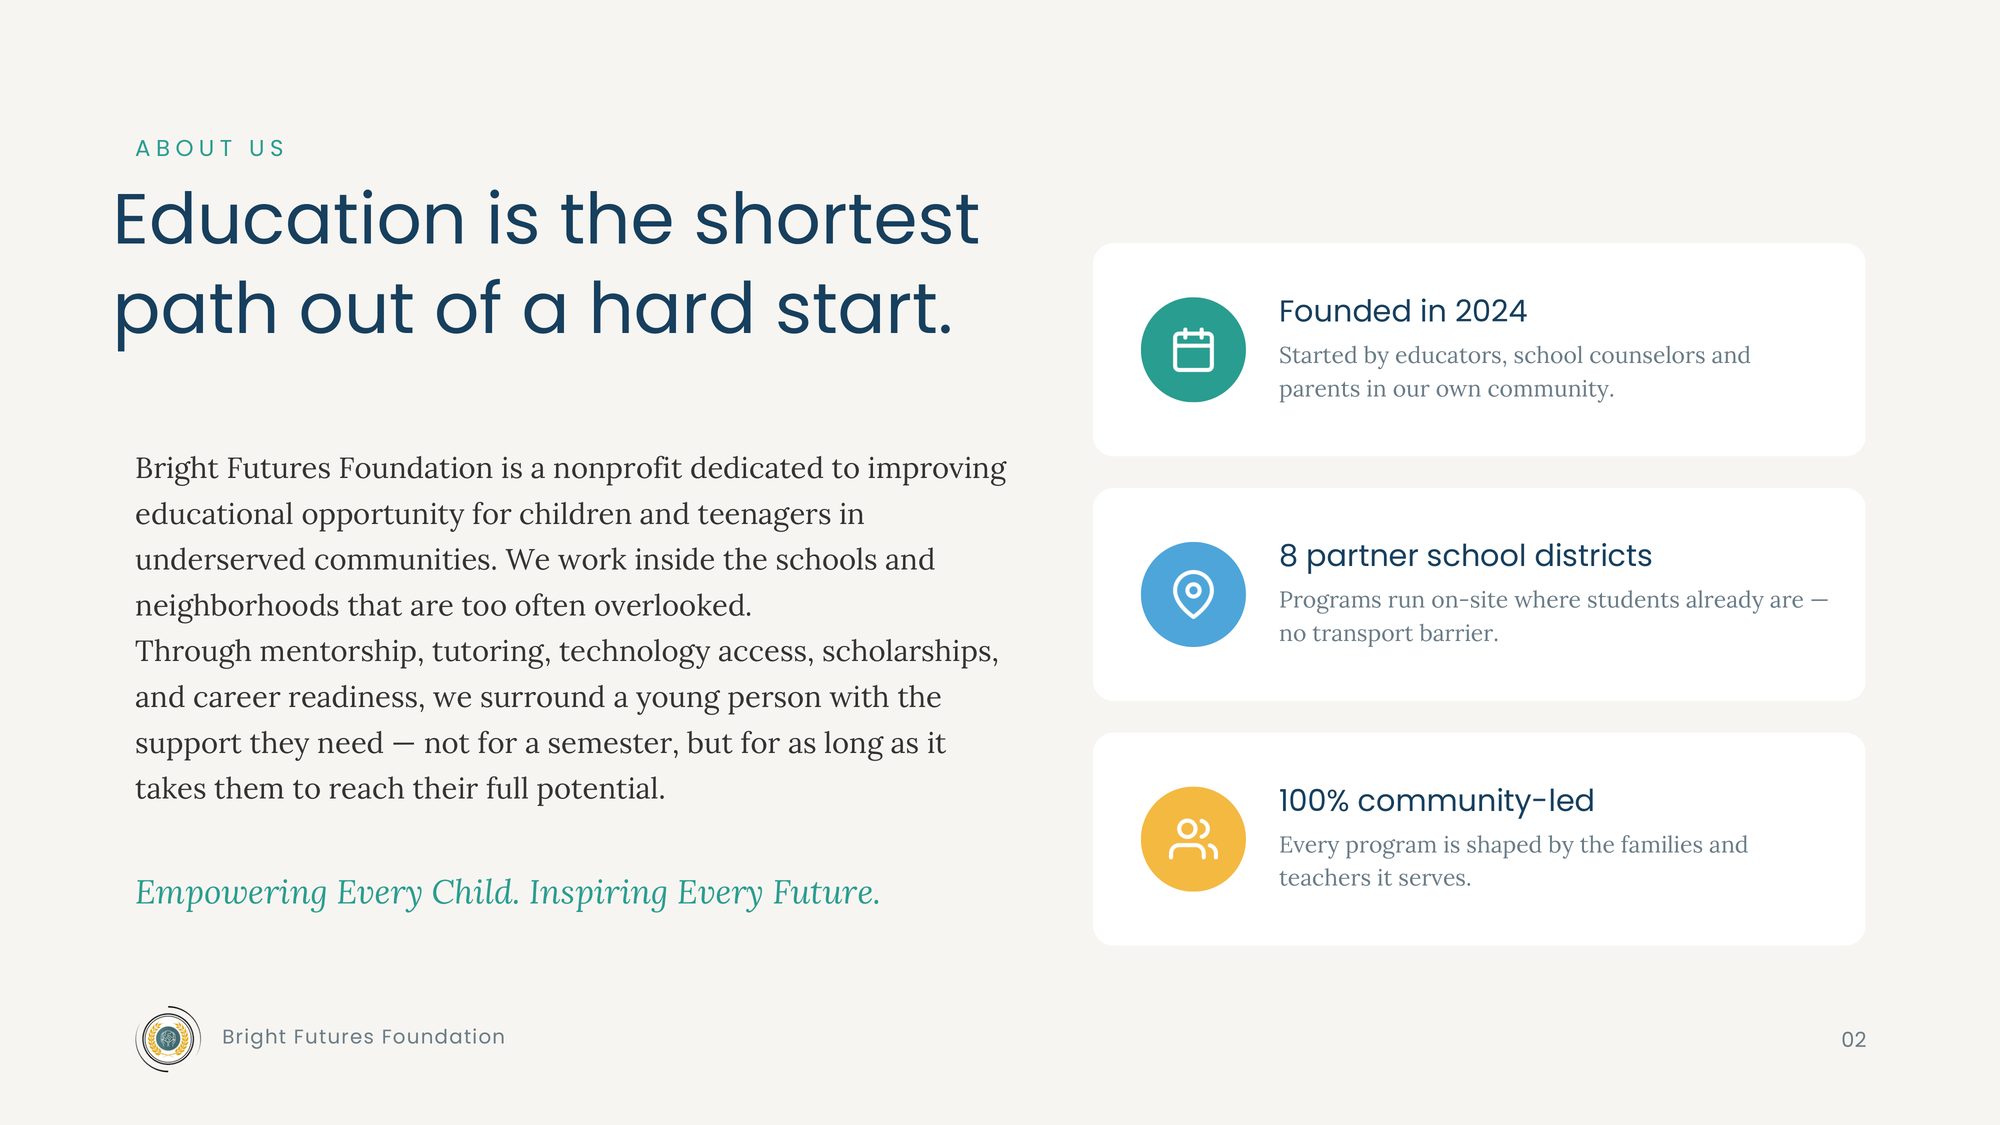 ABOUT US
Education is the shortest
path out of a hard start.
Bright Futures Foundation is a nonprofit dedicated to improving
educational opportunity for children and teenagers in
underserved communities. We work inside the schools and
neighborhoods that are too often overlooked.
Through mentorship, tutoring, technology access, scholarships,
and career readiness, we surround a young person with the
support they need — not for a semester, but for as long as it
takes them to reach their full potential.
Empowering Every Child. Inspiring Every Future.
Founded in 2024
Started by educators, school counselors and
parents in our own community.
8 partner school districts
Programs run on-site where students already are —
no transport barrier.
100% community-led
Every program is shaped by the families and
teachers it serves.
Bright Futures Foundation
02